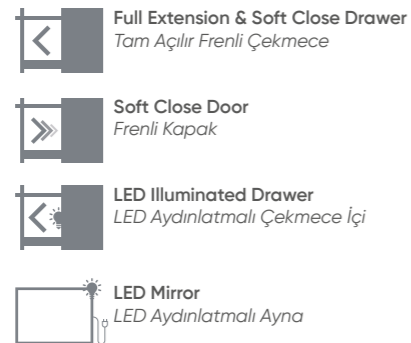 Full Extension & Soft Close Drawer
Tam Açılır Frenli Çekmece
Soft Close Door
Frenli Kapak
LED Illuminated Drawer
LED Aydınlatmalı Çekmece İçi
LED Mirror
LED Aydınlatmalı Ayna